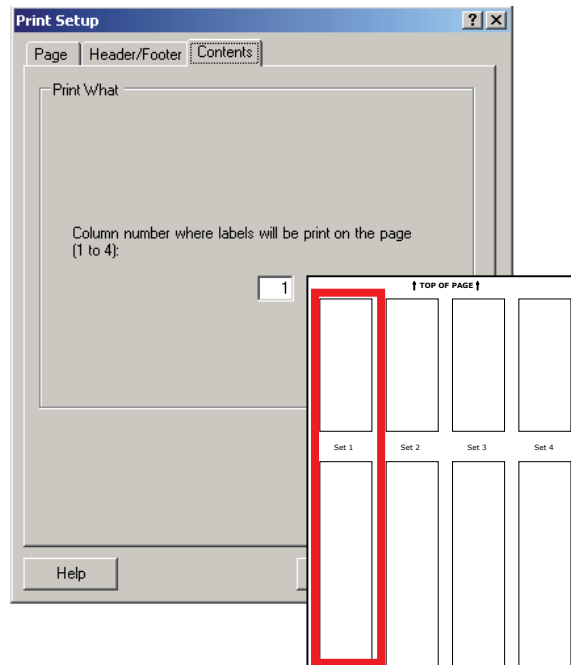 Print Setup
? ×
Page Header/Footer Contents
Print What
Column number where labels will be print on the page
(1 to 4):
1
↑ TOP OF PAGE ↑
Set 1 Set 2 Set 3 Set 4
Help